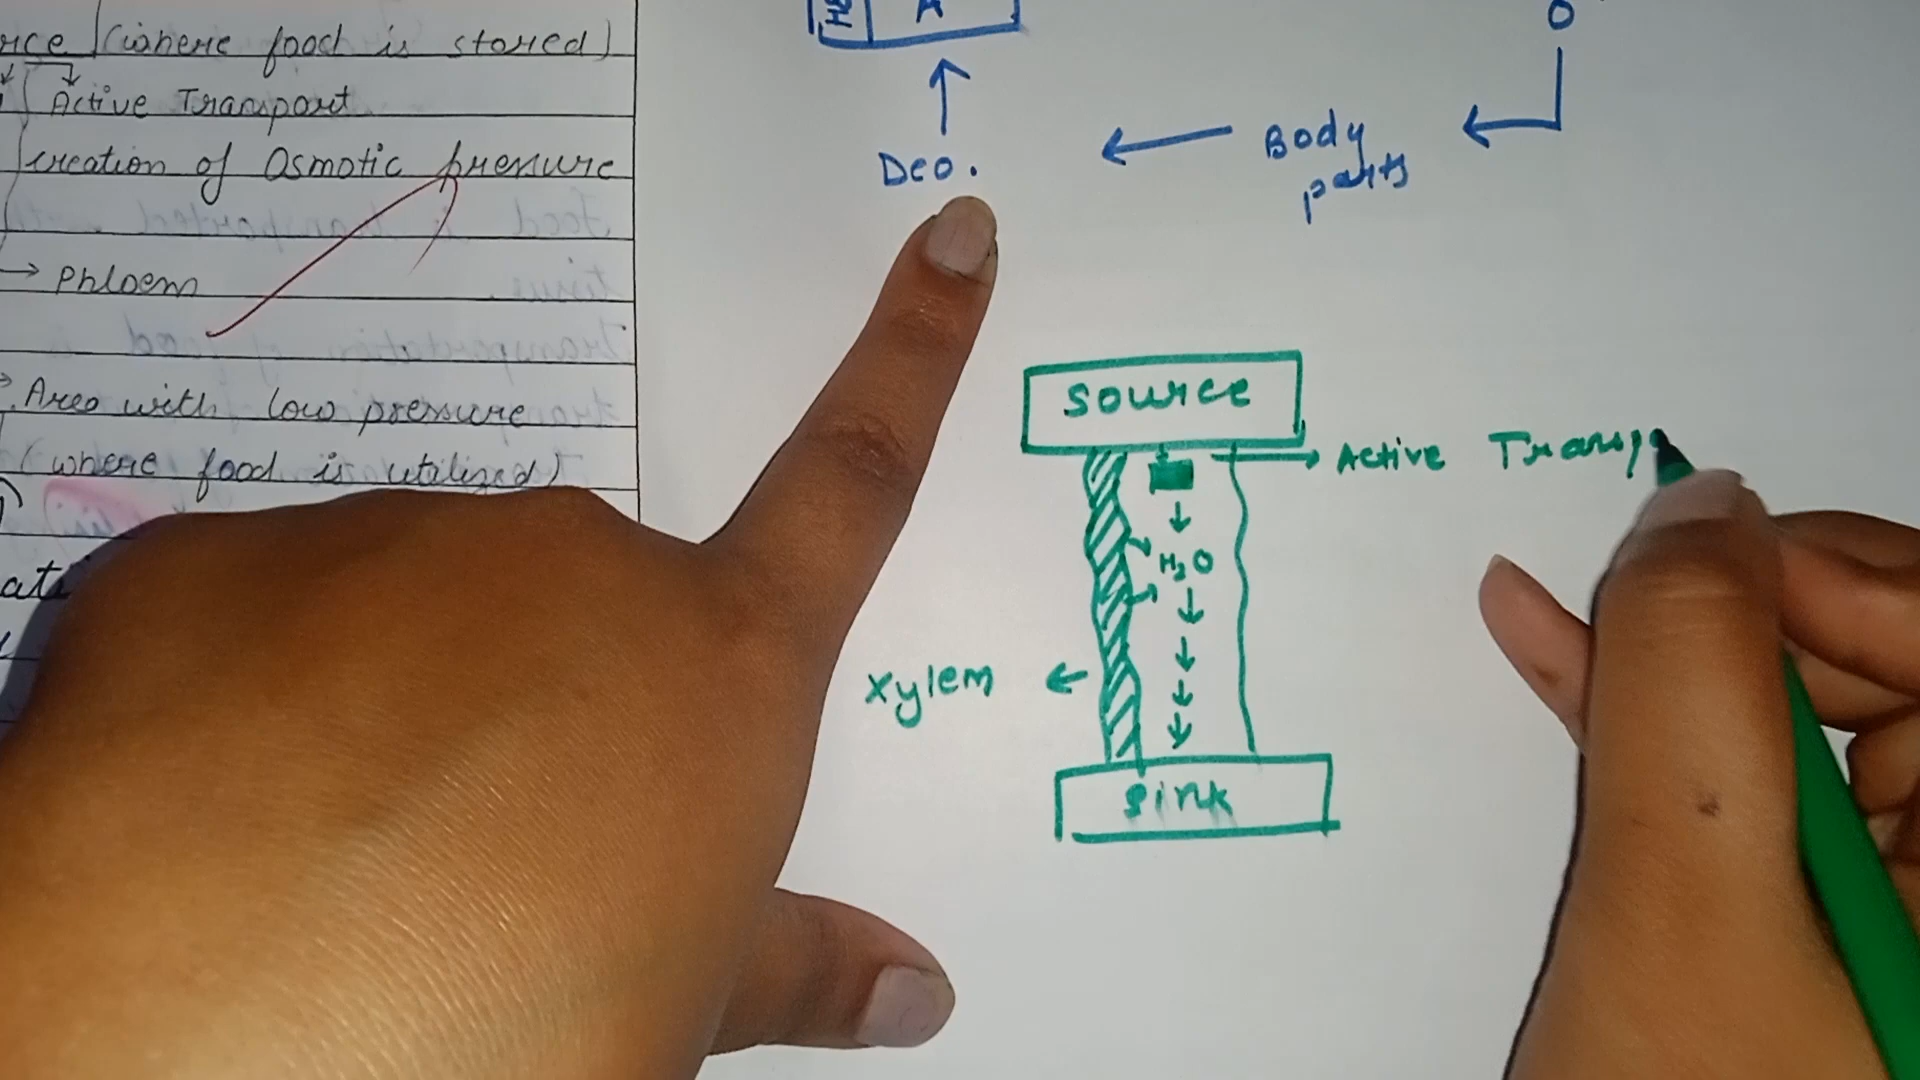 (where food is stored)
Active Transport
creation of Osmotic pressure
→ Phloem
Area with low pressure
(where food is utilized)
A
O
Body
parts
Deo.
Source
Active Transp
H₂O
Xylem
Sink